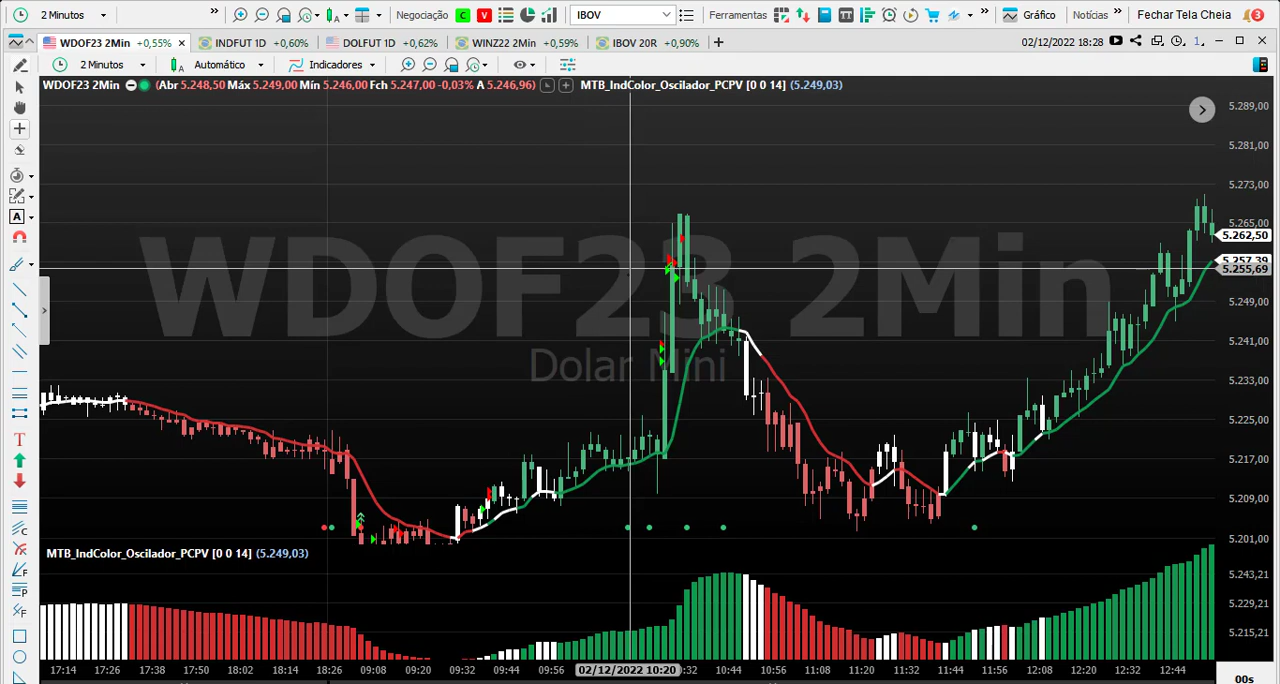 2 Minutos
Negociação C V
IBOV
Ferramentas
TT
Gráfico
Notícias
Fechar Tela Cheia
3
WDOF23 2Min +0,55%
INDFUT 1D +0,60%
DOLFUT 1D +0,62%
WINZ22 2Min +0,59%
IBOV 20R +0,90%
02/12/2022 18:28
2 Minutos
Automático
Indicadores
WDOF23 2Min (Abr 5.248,50 Máx 5.249,00 Mín 5.246,00 Fch 5.247,00 -0,03% A 5.246,96)
MTB_IndColor_Oscilador_PCPV [0 0 14] (5.249,03)
5.289,00
5.281,00
5.273,00
5.265,00
5.262,50
5.257,39
5.255,69
5.249,00
5.241,00
5.233,00
5.225,00
5.217,00
5.209,00
5.201,00
WDOF23 2Min
Dolar Mini
MTB_IndColor_Oscilador_PCPV [0 0 14] (5.249,03)
5.243,21
5.229,21
5.215,21
17:14 17:26 17:38 17:50 18:02 18:14 18:26 09:08 09:20 09:32 09:44 09:56 02/12/2022 10:20 :32 10:44 10:56 11:08 11:20 11:32 11:44 11:56 12:08 12:20 12:32 12:44
00s